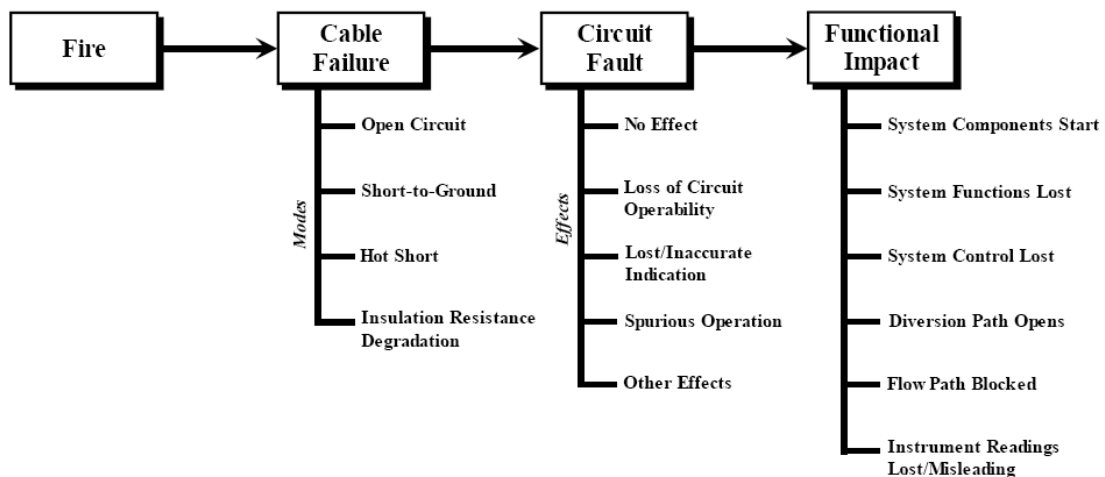 Fire
Cable
Failure
Circuit
Fault
Functional
Impact
Modes
Open Circuit
Short-to-Ground
Hot Short
Insulation Resistance
Degradation
Effects
No Effect
Loss of Circuit
Operability
Lost/Inaccurate
Indication
Spurious Operation
Other Effects
System Components Start
System Functions Lost
System Control Lost
Diversion Path Opens
Flow Path Blocked
Instrument Readings
Lost/Misleading